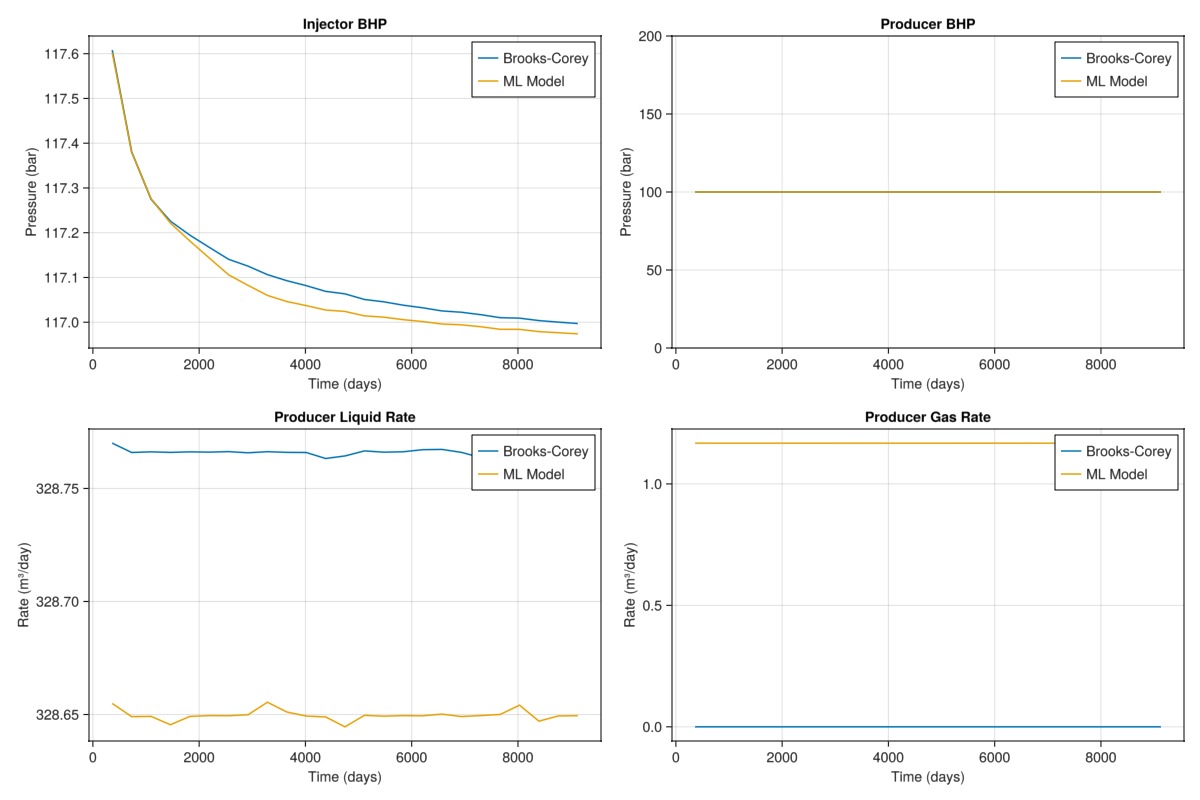 Injector BHP
Pressure (bar)
117.6
117.5
117.4
117.3
117.2
117.1
117.0
Brooks-Corey
ML Model
0 2000 4000 6000 8000
Time (days)
Producer BHP
Pressure (bar)
200
150
100
50
0
Brooks-Corey
ML Model
0 2000 4000 6000 8000
Time (days)
Producer Liquid Rate
Rate (m³/day)
328.75
328.70
328.65
Brooks-Corey
ML Model
0 2000 4000 6000 8000
Time (days)
Producer Gas Rate
Rate (m³/day)
1.0
0.5
0.0
Brooks-Corey
ML Model
0 2000 4000 6000 8000
Time (days)